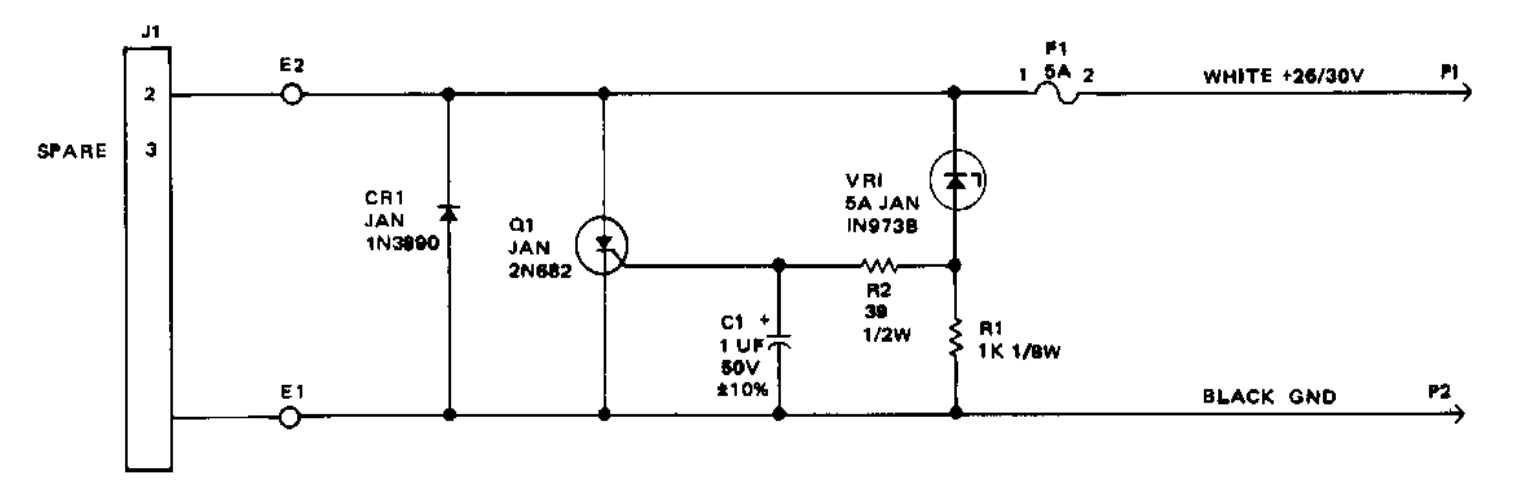 J1
F1
5A
1 2
E2
WHITE +26/30V
P1
2
SPARE 3
VR1
5A JAN
IN973B
CR1
JAN
1N3890
Q1
JAN
2N682
R2
39
1/2W
C1 +
1 UF
50V
±10%
R1
1K 1/8W
E1
BLACK GND
P2